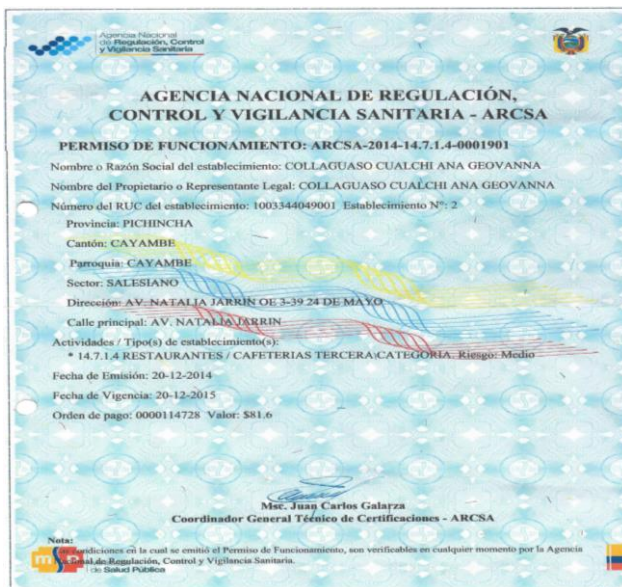 Agencia Nacional
de Regulación, Control
y Vigilancia Sanitaria
AGENCIA NACIONAL DE REGULACIÓN,
CONTROL Y VIGILANCIA SANITARIA - ARCSA
PERMISO DE FUNCIONAMIENTO: ARCSA-2014-14.7.1.4-0001901
Nombre o Razón Social del establecimiento: COLLAGUASO CUALCHI ANA GEOVANNA
Nombre del Propietario o Representante Legal: COLLAGUASO CUALCHI ANA GEOVANNA
Número del RUC del establecimiento: 1003344049001 Establecimiento N°: 2
Provincia: PICHINCHA
Cantón: CAYAMBE
Parroquia: CAYAMBE
Sector: SALESIANO
Dirección: AV. NATALIA JARRIN OE 3-39 24 DE MAYO
Calle principal: AV. NATALIA JARRIN
Actividades / Tipo(s) de establecimiento(s):
* 14.7.1.4 RESTAURANTES / CAFETERIAS TERCERA CATEGORIA. Riesgo: Medio
Fecha de Emisión: 20-12-2014
Fecha de Vigencia: 20-12-2015
Orden de pago: 0000114728 Valor: $81.6
Msc. Juan Carlos Galarza
Coordinador General Técnico de Certificaciones - ARCSA
Nota:
condiciones en la cual se emitió el Permiso de Funcionamiento, son verificables en cualquier momento por la Agencia
de Regulación, Control y Vigilancia Sanitaria.
de Salud Pública